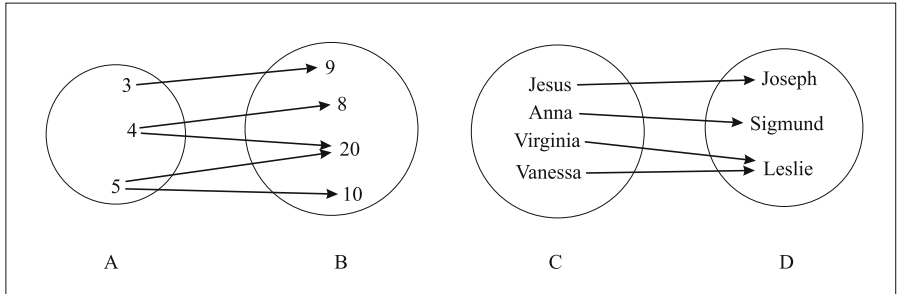 3
4
5
9
8
20
10
A
B
Jesus
Anna
Virginia
Vanessa
Joseph
Sigmund
Leslie
C
D